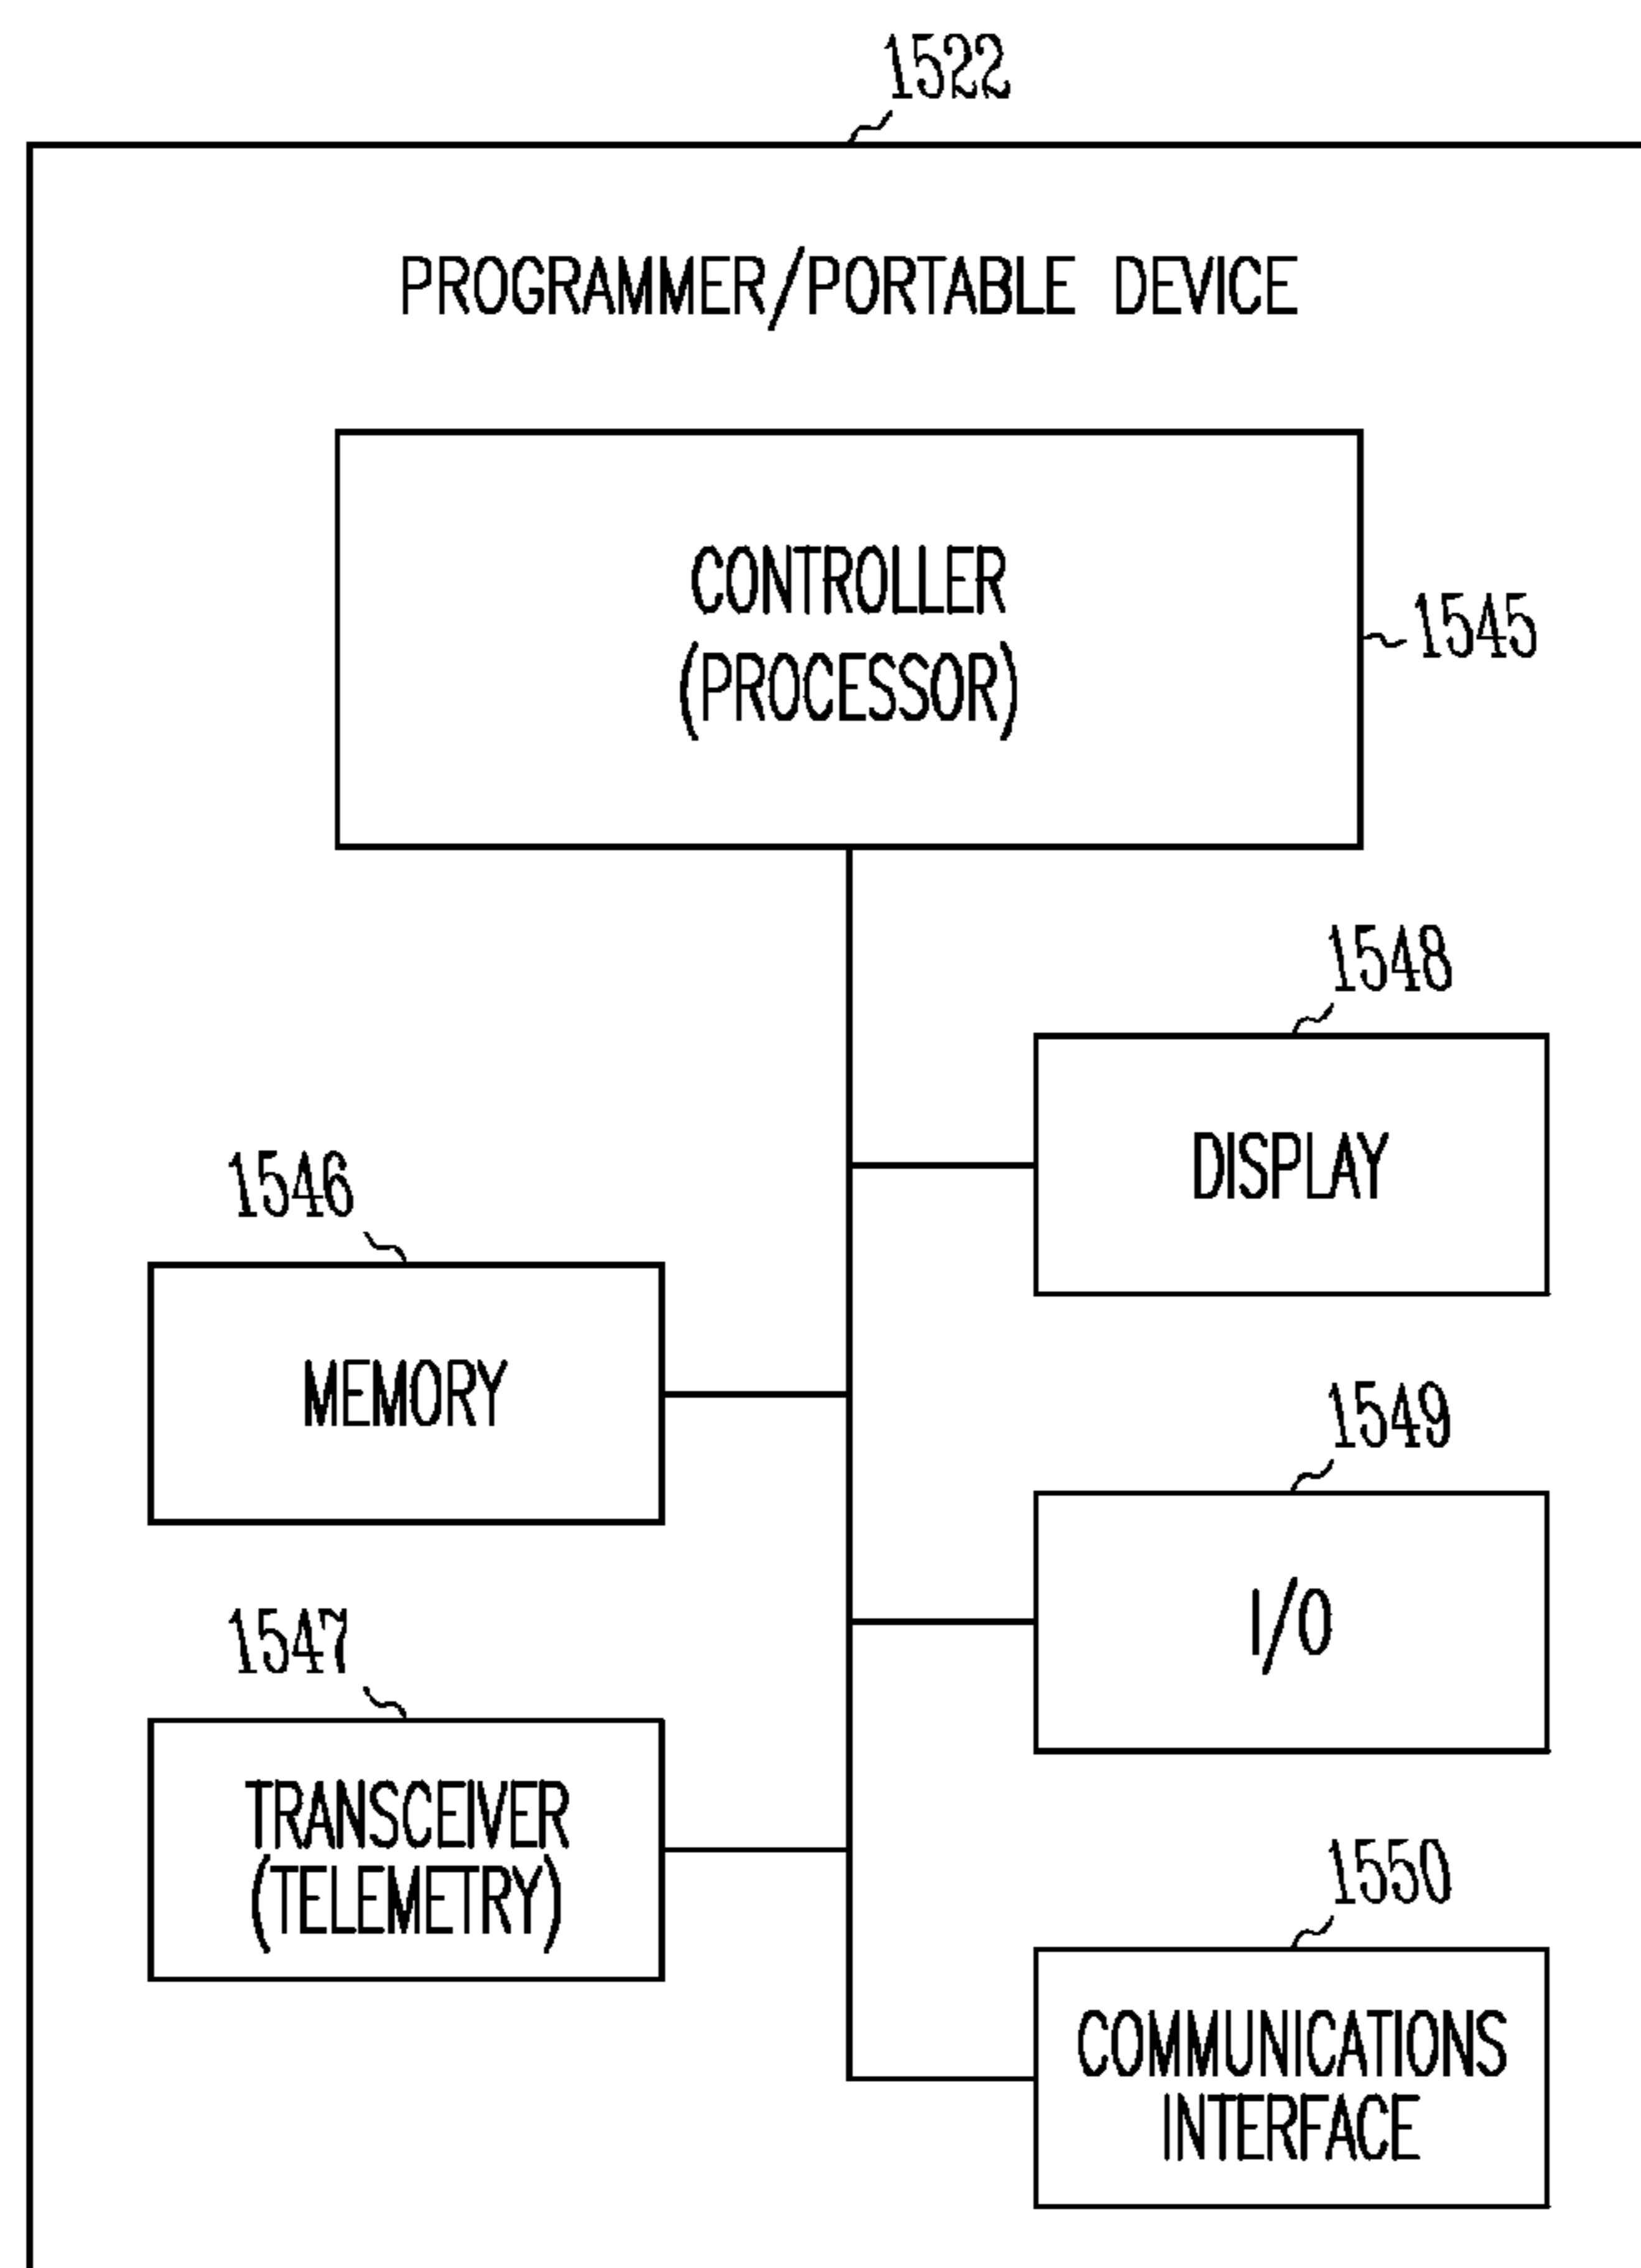 1522
PROGRAMMER/PORTABLE DEVICE
CONTROLLER
(PROCESSOR)
1545
1548
DISPLAY
1546
MEMORY
1549
I/O
1547
TRANSCEIVER
(TELEMETRY)
1550
COMMUNICATIONS
INTERFACE